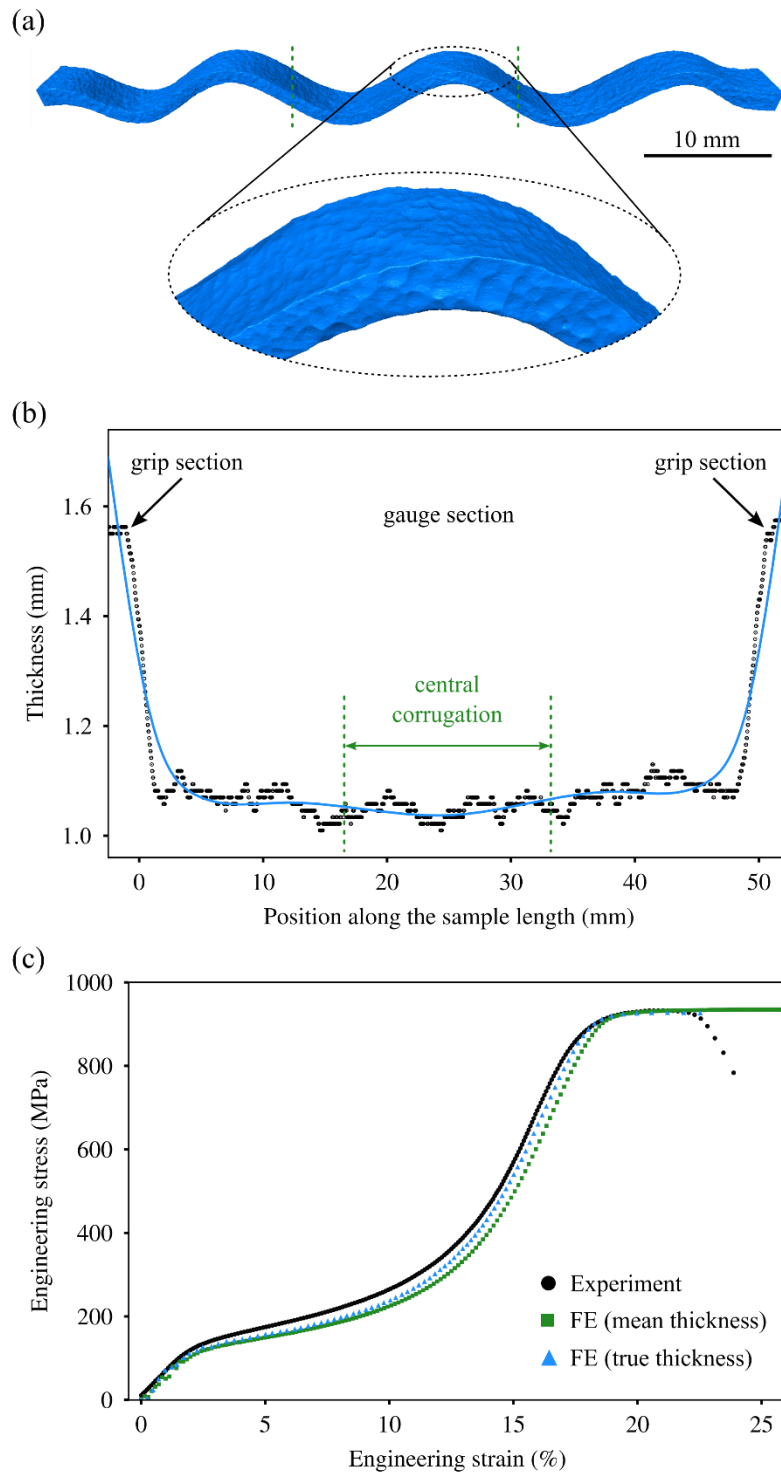 (a)
10 mm
(b)
grip section
grip section
gauge section
central
corrugation
Thickness (mm)
1.6
1.4
1.2
1.0
0
10
20
30
40
50
Position along the sample length (mm)
(c)
Engineering stress (MPa)
1000
800
600
400
200
0
Experiment
FE (mean thickness)
FE (true thickness)
0
5
10
15
20
25
Engineering strain (%)